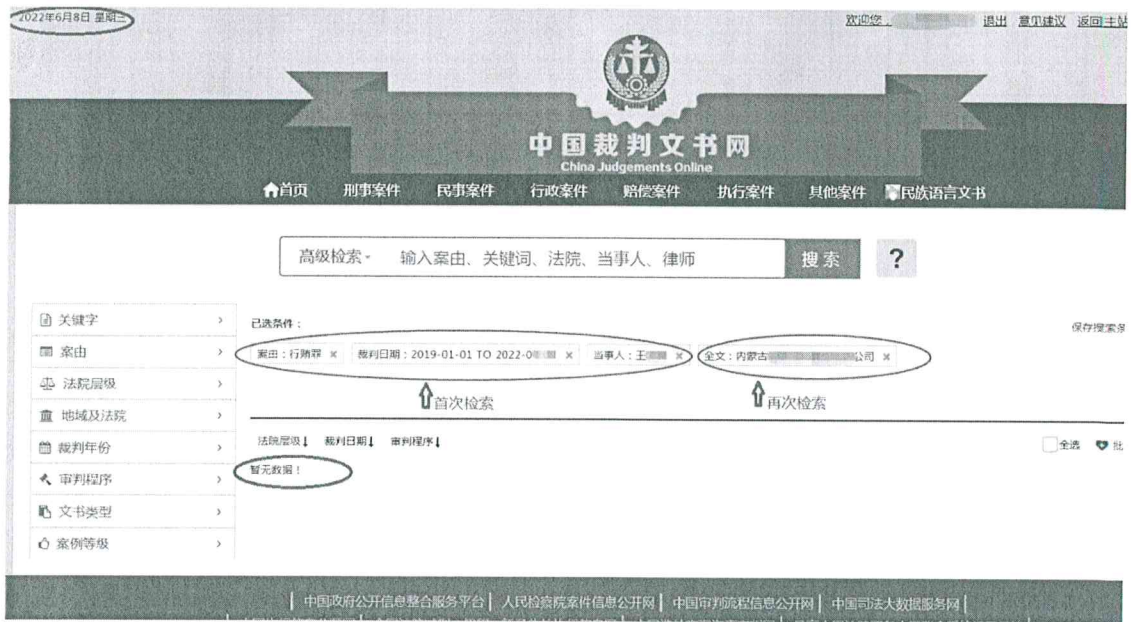 2022年6月8日 星期三
欢迎您， 退出 意见建议 返回主站
中国裁判文书网
China Judgements Online
首页 刑事案件 民事案件 行政案件 赔偿案件 执行案件 其他案件 民族语言文书
高级检索 输入案由、关键词、法院、当事人、律师 搜索 ?
关键字
案由
法院层级
地域及法院
裁判年份
审判程序
文书类型
案例等级
已选条件：
保存搜索条
案由：行贿罪 × 裁判日期：2019-01-01 TO 2022-0 × 当事人：王 × 全文：内蒙古 公司 ×
首次检索 再次检索
法院层级 裁判日期 审判程序
全选 批
暂无数据！
中国政府公开信息整合服务平台 | 人民检察院案件信息公开网 | 中国审判流程信息公开网 | 中国司法大数据服务网 |